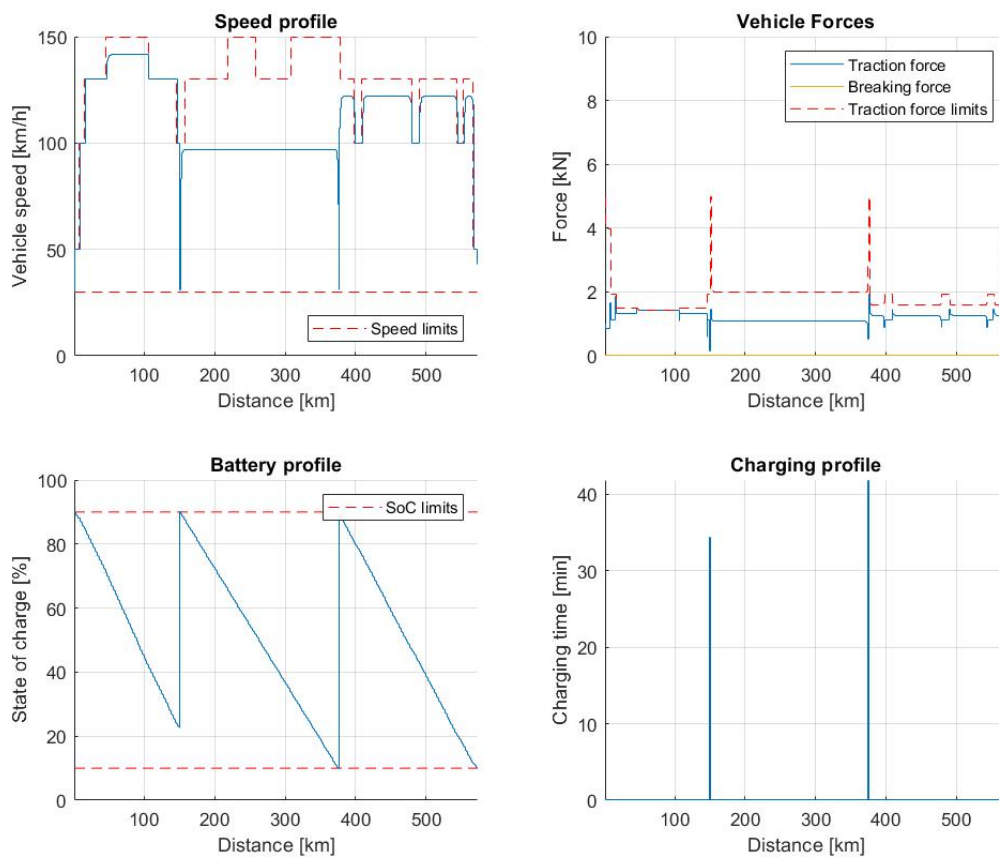 Speed profile
150
100
50
0
Vehicle speed [km/h]
Speed limits
100
200
300
400
500
Distance [km]
Vehicle Forces
10
8
6
4
2
0
Force [kN]
Traction force
Breaking force
Traction force limits
100
200
300
400
500
Distance [km]
Battery profile
100
80
60
40
20
0
State of charge [%]
SoC limits
100
200
300
400
500
Distance [km]
Charging profile
40
30
20
10
0
Charging time [min]
100
200
300
400
500
Distance [km]